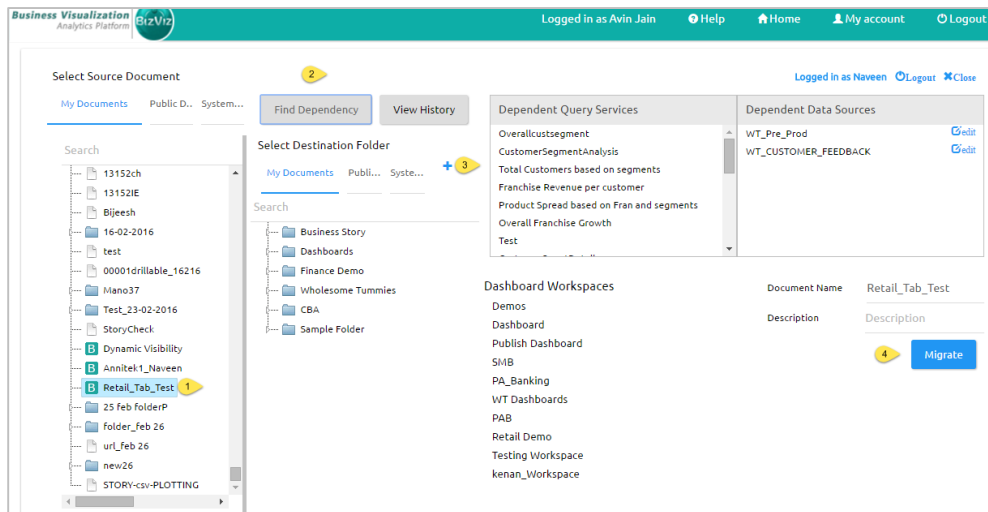 Business Visualization
Analytics Platform
BizViz
Logged in as Avin Jain
Help
Home
My account
Logout
Select Source Document
2
Logged in as Naveen
Logout
Close
My Documents
Public D..
System...
Find Dependency
View History
Dependent Query Services
Dependent Data Sources
Search
13152ch
13152IE
Bijeesh
16-02-2016
test
00001drillable_16216
Mano37
Test_23-02-2016
StoryCheck
Dynamic Visibility
Annitek1_Naveen
Retail_Tab_Test
1
25 feb folderP
folder_feb 26
url_feb 26
new26
STORY-csv-PLOTTING
Select Destination Folder
My Documents
Publi...
Syste...
3
Search
Business Story
Dashboards
Finance Demo
Wholesome Tummies
CBA
Sample Folder
Overallcustsegment
CustomerSegmentAnalysis
Total Customers based on segments
Franchise Revenue per customer
Product Spread based on Fran and segments
Overall Franchise Growth
Test
WT_Pre_Prod
edit
WT_CUSTOMER_FEEDBACK
edit
Dashboard Workspaces
Demos
Dashboard
Publish Dashboard
SMB
PA_Banking
WT Dashboards
PAB
Retail Demo
Testing Workspace
kenan_Workspace
Document Name
Retail_Tab_Test
Description
Description
4
Migrate